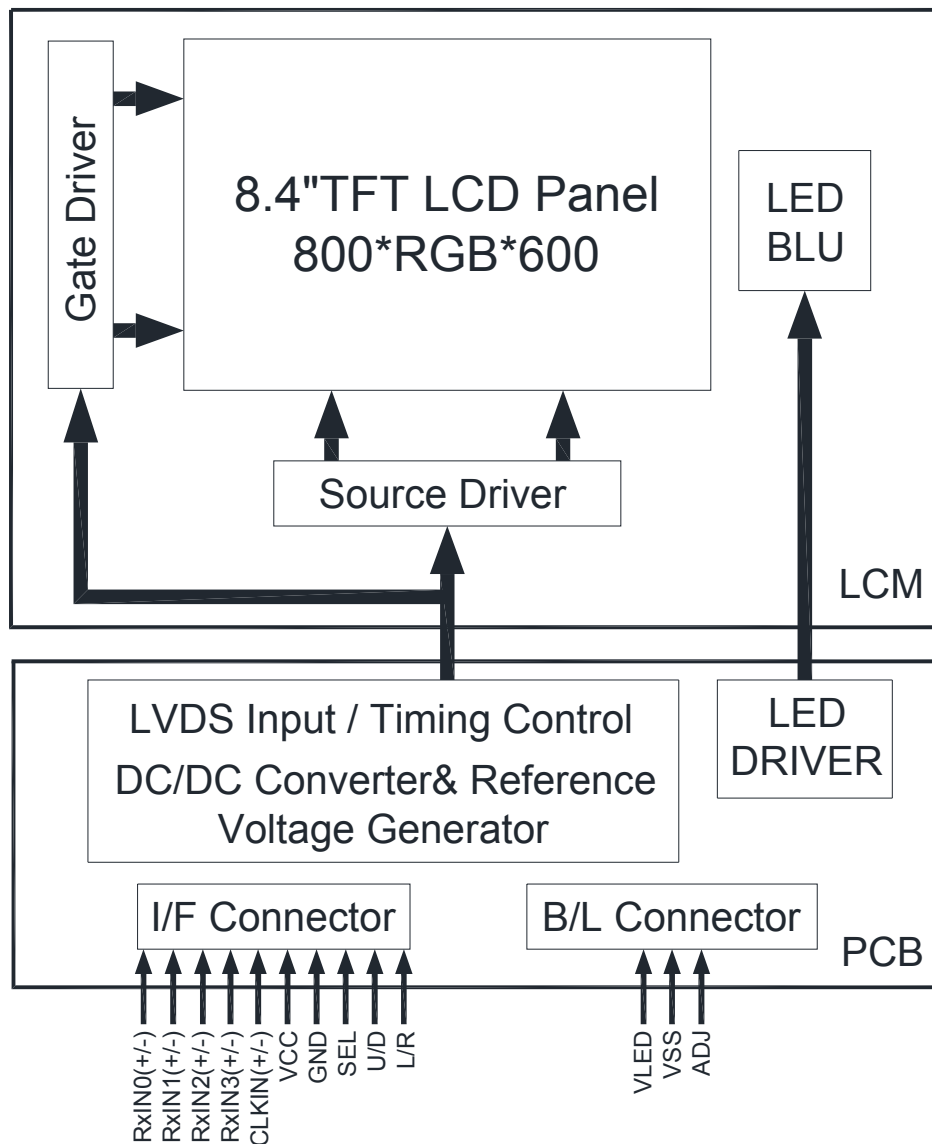 Gate Driver
8.4"TFT LCD Panel
800*RGB*600
LED
BLU
Source Driver
LCM
LVDS Input / Timing Control
DC/DC Converter& Reference
Voltage Generator
LED
DRIVER
I/F Connector
B/L Connector
PCB
RxIN0(+/-)
RxIN1(+/-)
RxIN2(+/-)
RxIN3(+/-)
CLKIN(+/-)
VCC
GND
SEL
U/D
L/R
VLED
VSS
ADJ